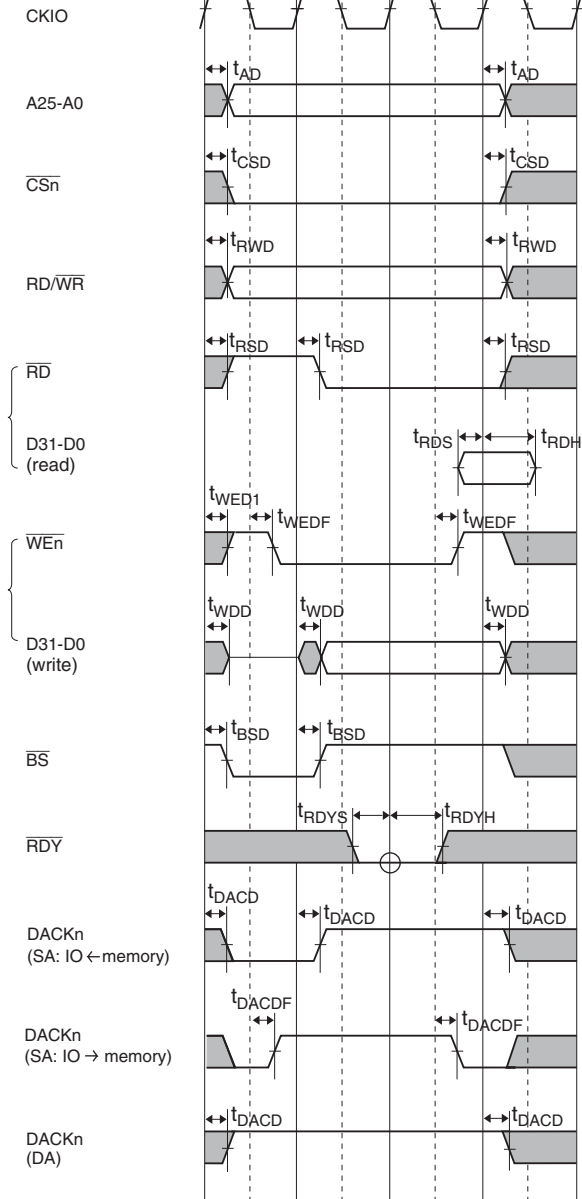 CKIO
tAD tAD
A25-A0
tCSD tCSD
CSn
tRWD tRWD
RD/WR
tRSD tRSD tRSD
RD
tRDS tRDH
D31-D0
(read)
tWED1 tWEDF tWEDF
WEn
tWDD tWDD tWDD
D31-D0
(write)
tBSD tBSD
BS
tRDYS tRDYH
RDY
tDACD tDACD tDACD
DACKn
(SA: IO ← memory)
tDACDF tDACDF
DACKn
(SA: IO → memory)
tDACD tDACD
DACKn
(DA)